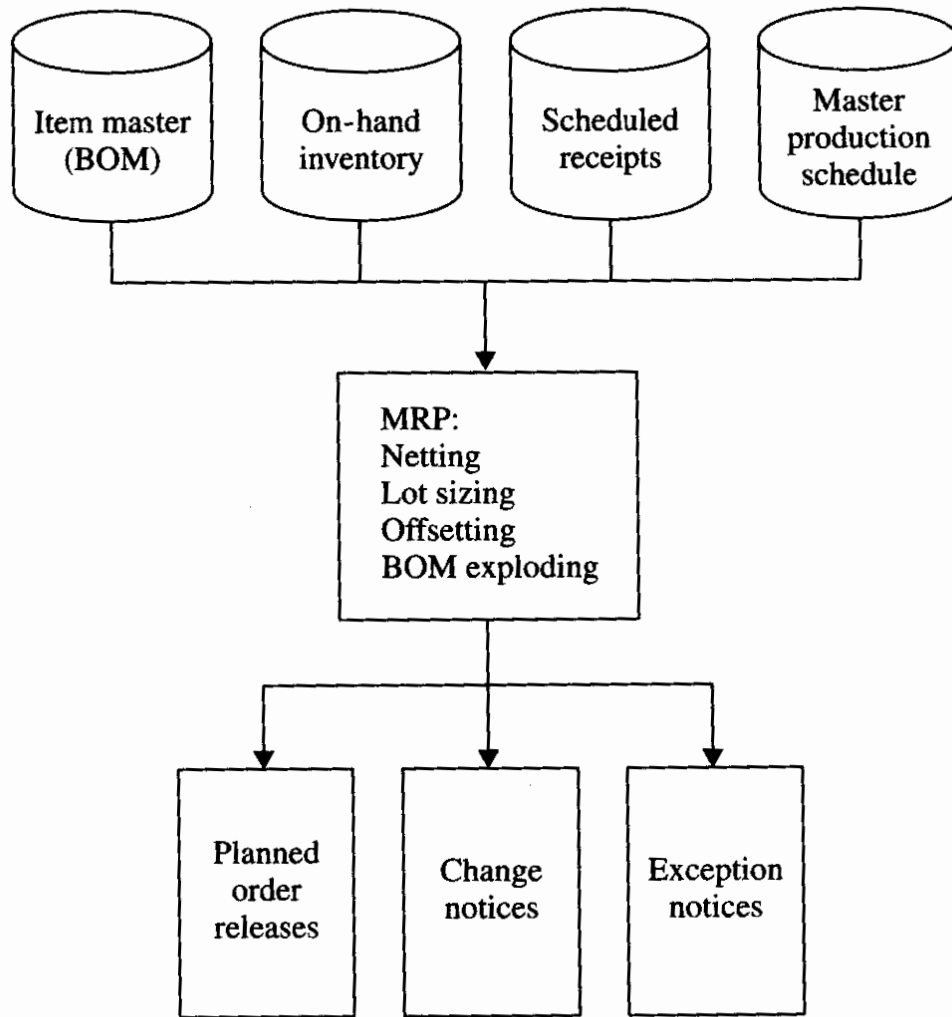 Item master
(BOM)
On-hand
inventory
Scheduled
receipts
Master
production
schedule
MRP:
Netting
Lot sizing
Offsetting
BOM exploding
Planned
order
releases
Change
notices
Exception
notices